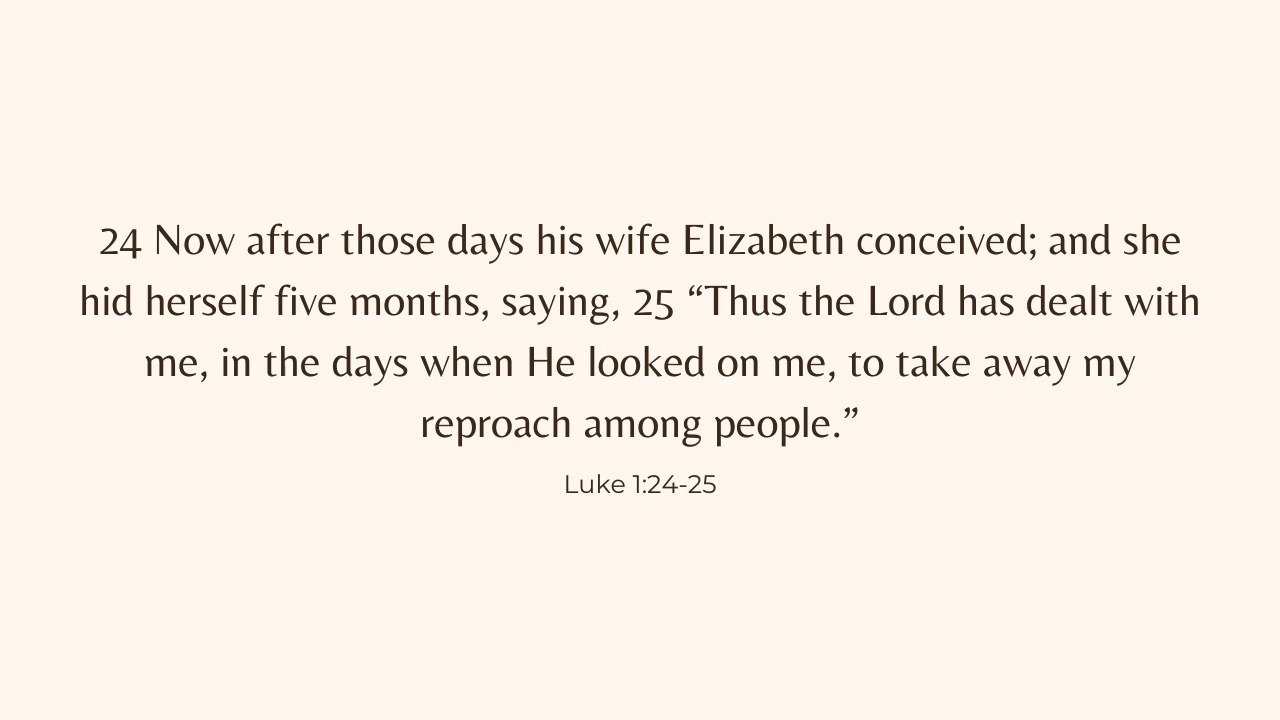 24 Now after those days his wife Elizabeth conceived; and she
hid herself five months, saying, 25 “Thus the Lord has dealt with
me, in the days when He looked on me, to take away my
reproach among people.”
Luke 1:24-25